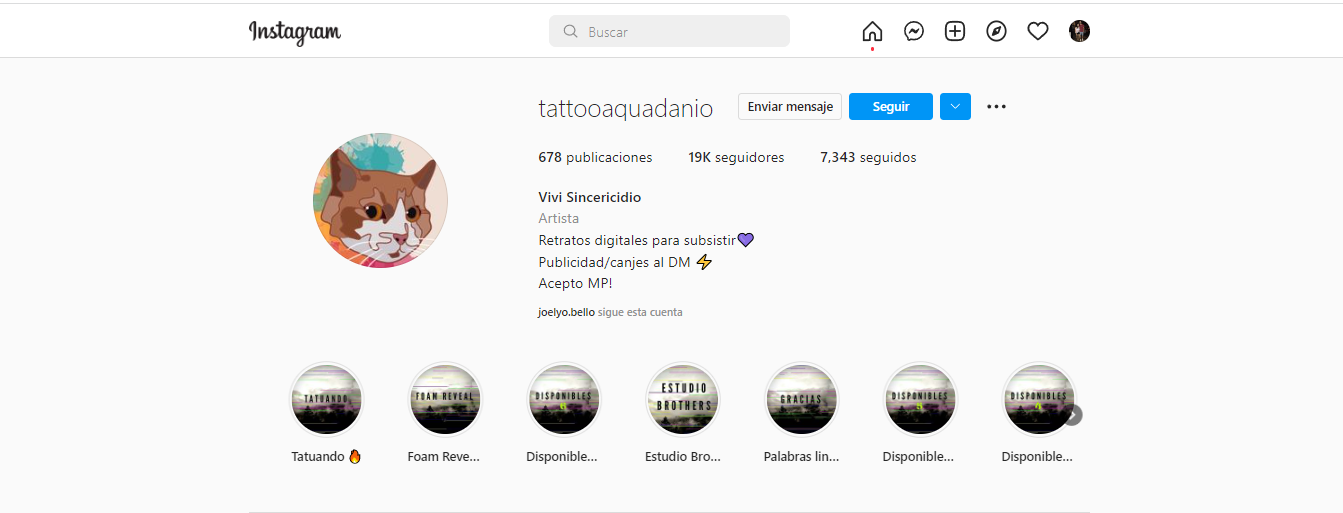 Instagram
Buscar
tattooaquadanio
Enviar mensaje
Seguir
678 publicaciones
19K seguidores
7,343 seguidos
Vivi Sincericidio
Artista
Retratos digitales para subsistir💜
Publicidad/canjes al DM ⚡
Acepto MP!
joelyo.bello sigue esta cuenta
TATUANDO
FOAM REVEAL
DISPONIBLES
ESTUDIO
BROTHERS
GRACIAS
DISPONIBLES
DISPONIBLES
Tatuando 🔥
Foam Reve...
Disponible...
Estudio Bro...
Palabras lin...
Disponible...
Disponible...